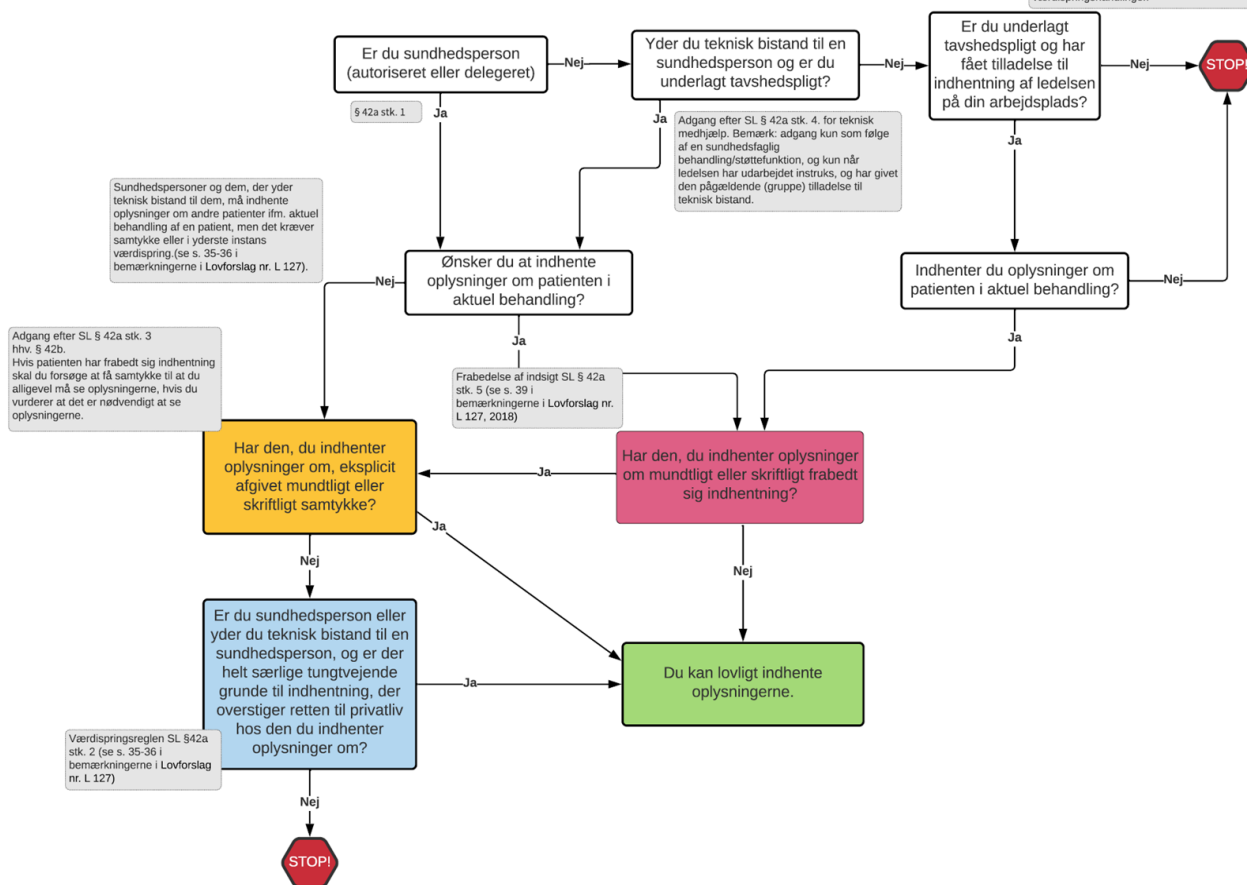 Er du sundhedsperson
(autoriseret eller delegeret)
Nej
Yder du teknisk bistand til en
sundhedsperson og er du
underlagt tavshedspligt?
Nej
Er du underlagt
tavshedspligt og har
fået tilladelse til
indhentning af ledelsen
på din arbejdsplads?
Nej
STOP!
§ 42a stk. 1
Ja
Ja
Adgang efter SL § 42a stk. 4. for teknisk
medhjælp. Bemærk: adgang kun som følge
af en sundhedsfaglig
behandling/støttefunktion, og kun når
ledelsen har udarbejdet instruks, og har givet
den pågældende (gruppe) tilladelse til
teknisk bistand.
Ja
Sundhedspersoner og dem, der yder
teknisk bistand til dem, må indhente
oplysninger om andre patienter ifm. aktuel
behandling af en patient, men det kræver
samtykke eller i yderste instans
værdispring.(se s. 35-36 i
bemærkningerne i Lovforslag nr. L 127).
Nej
Ønsker du at indhente
oplysninger om patienten i
aktuel behandling?
Indhenter du oplysninger om
patienten i aktuel behandling?
Nej
Adgang efter SL § 42a stk. 3
hhv. § 42b.
Hvis patienten har frabedt sig indhentning
skal du forsøge at få samtykke til at du
alligevel må se oplysningerne, hvis du
vurderer at det er nødvendigt at se
oplysningerne.
Ja
Ja
Frabedelse af indsigt SL § 42a
stk. 5 (se s. 39 i
bemærkningerne i Lovforslag nr.
L 127, 2018)
Har den, du indhenter
oplysninger om, eksplicit
afgivet mundtligt eller
skriftligt samtykke?
Ja
Har den, du indhenter oplysninger
om mundtligt eller skriftligt frabedt
sig indhentning?
Ja
Nej
Nej
Er du sundhedsperson eller
yder du teknisk bistand til en
sundhedsperson, og er der
helt særlige tungtvejende
grunde til indhentning, der
overstiger retten til privatliv
hos den du indhenter
oplysninger om?
Ja
Du kan lovligt indhente
oplysningerne.
Værdispringsreglen SL §42a
stk. 2 (se s. 35-36 i
bemærkningerne i Lovforslag
nr. L 127)
Nej
STOP!